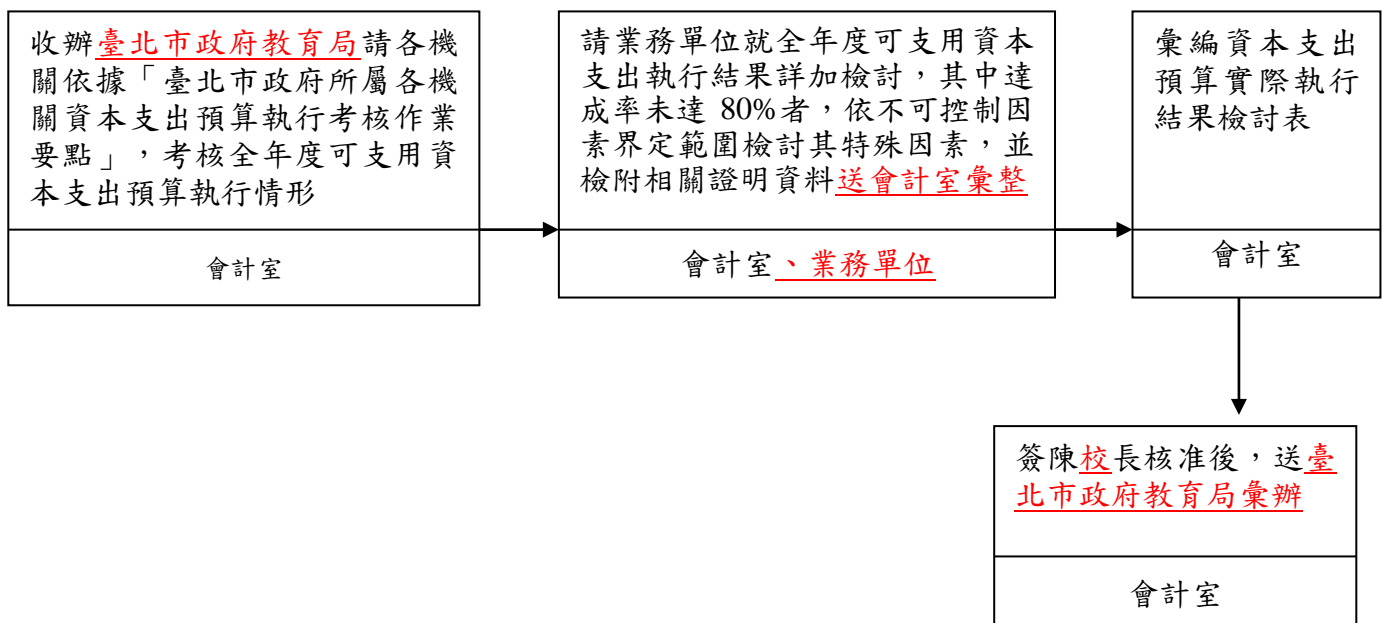 收辦臺北市政府教育局請各機
關依據「臺北市政府所屬各機
關資本支出預算執行考核作業
要點」，考核全年度可支用資
本支出預算執行情形
會計室
請業務單位就全年度可支用資本
支出執行結果詳加檢討，其中達
成率未達 80%者，依不可控制因
素界定範圍檢討其特殊因素，並
檢附相關證明資料送會計室彙整
會計室、業務單位
彙編資本支出
預算實際執行
結果檢討表
會計室
簽陳校長核准後，送臺
北市政府教育局彙辦
會計室